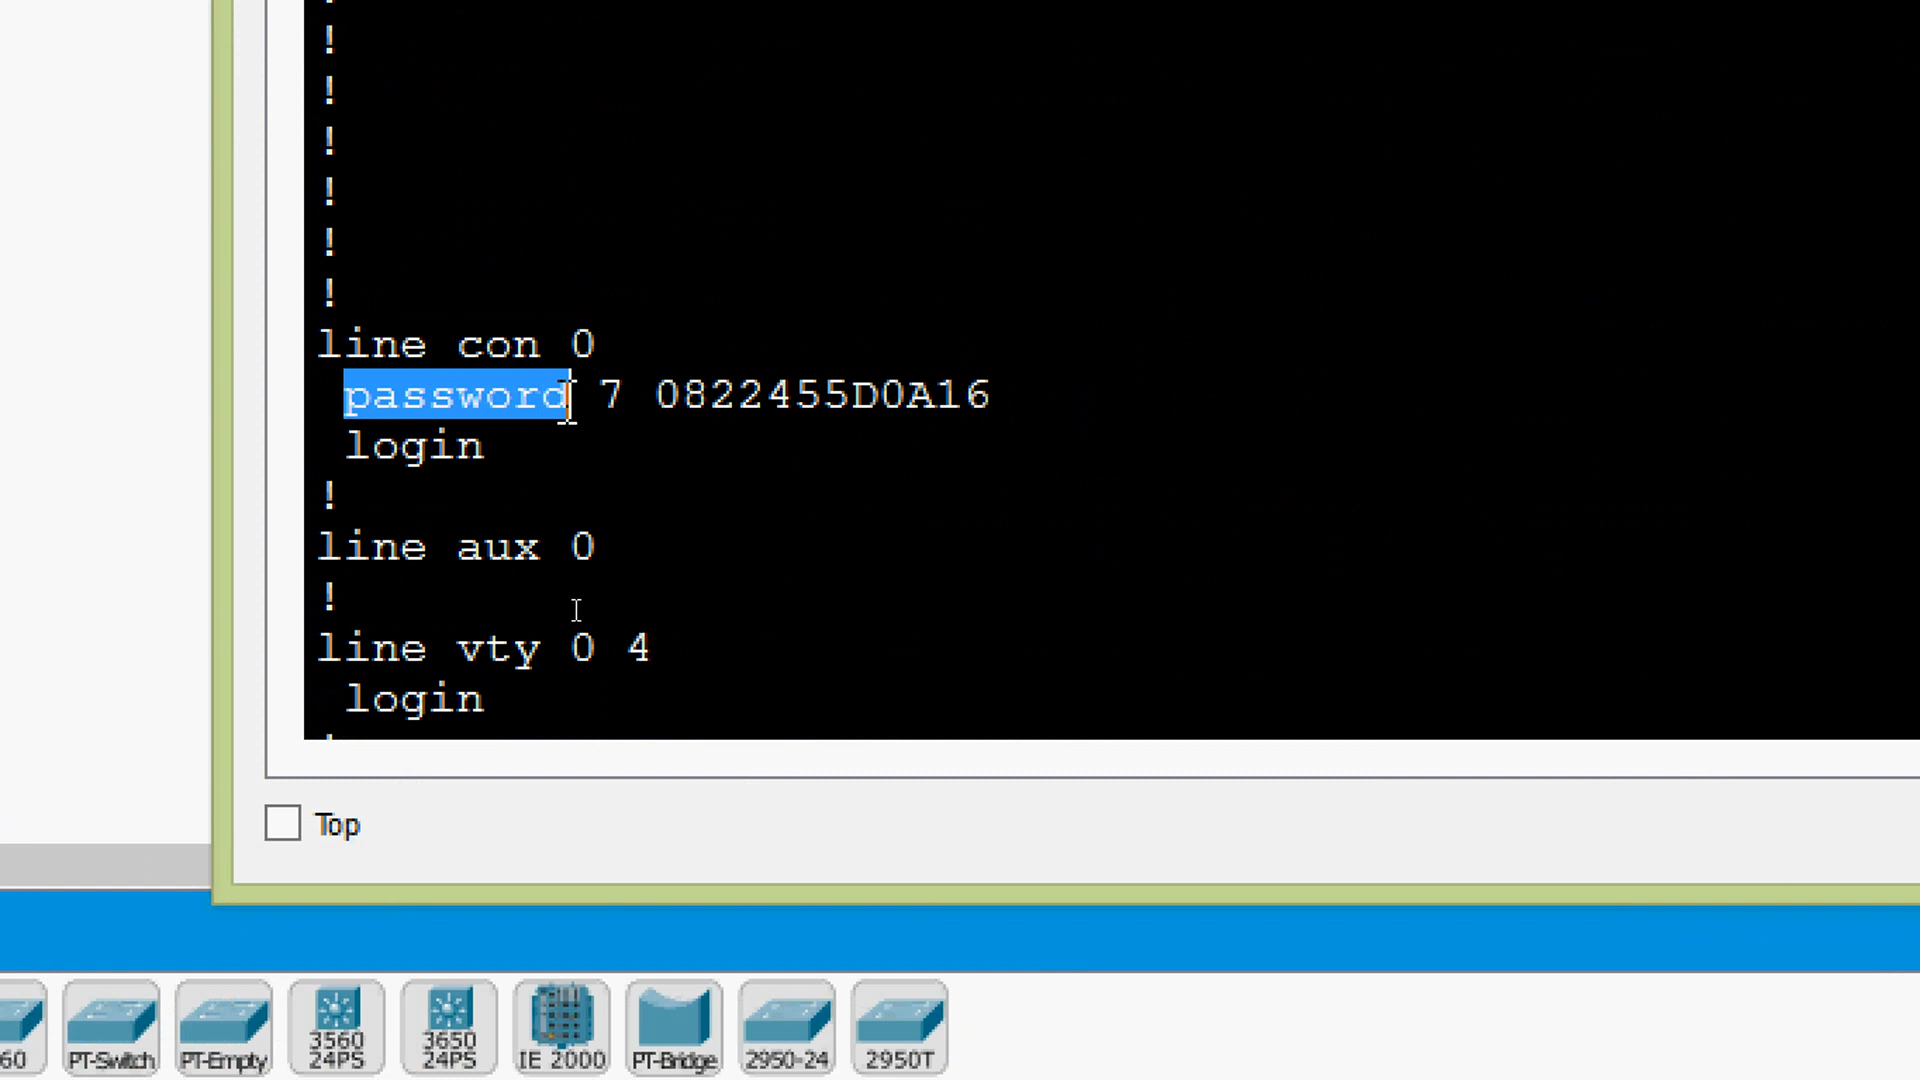 !
!
!
!
!
!
line con 0
password 7 0822455D0A16
login
!
line aux 0
!
line vty 0 4
login
Top
60
PT-Switch
PT-Empty
3560
24PS
3650
24PS
IE 2000
PT-Bridge
2950-24
2950T